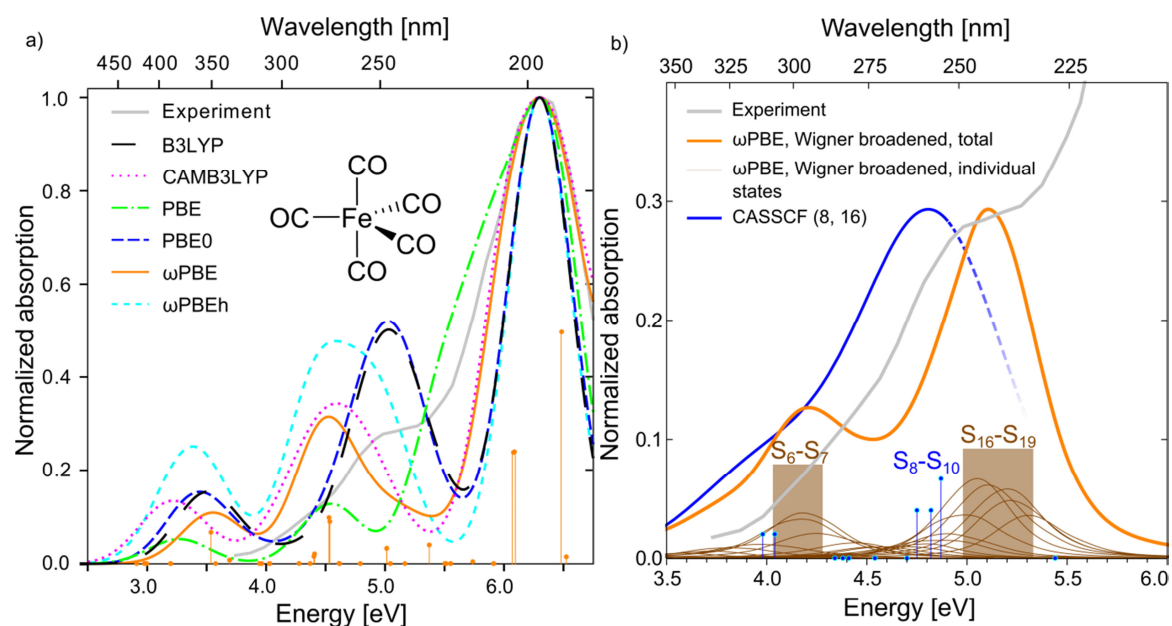 a)
Wavelength [nm]
450 400 350 300 250 200
Normalized absorption
1.0
0.8
0.6
0.4
0.2
0.0
Experiment
B3LYP
CAMB3LYP
PBE
PBE0
ωPBE
ωPBEh
CO
CO
OC
Fe
CO
CO
3.0 4.0 5.0 6.0
Energy [eV]
b)
Wavelength [nm]
350 325 300 275 250 225
Normalized absorption
0.3
0.2
0.1
0.0
Experiment
ωPBE, Wigner broadened, total
ωPBE, Wigner broadened, individual
states
CASSCF (8, 16)
S6-S7
S8-S10
S16-S19
3.5 4.0 4.5 5.0 5.5 6.0
Energy [eV]